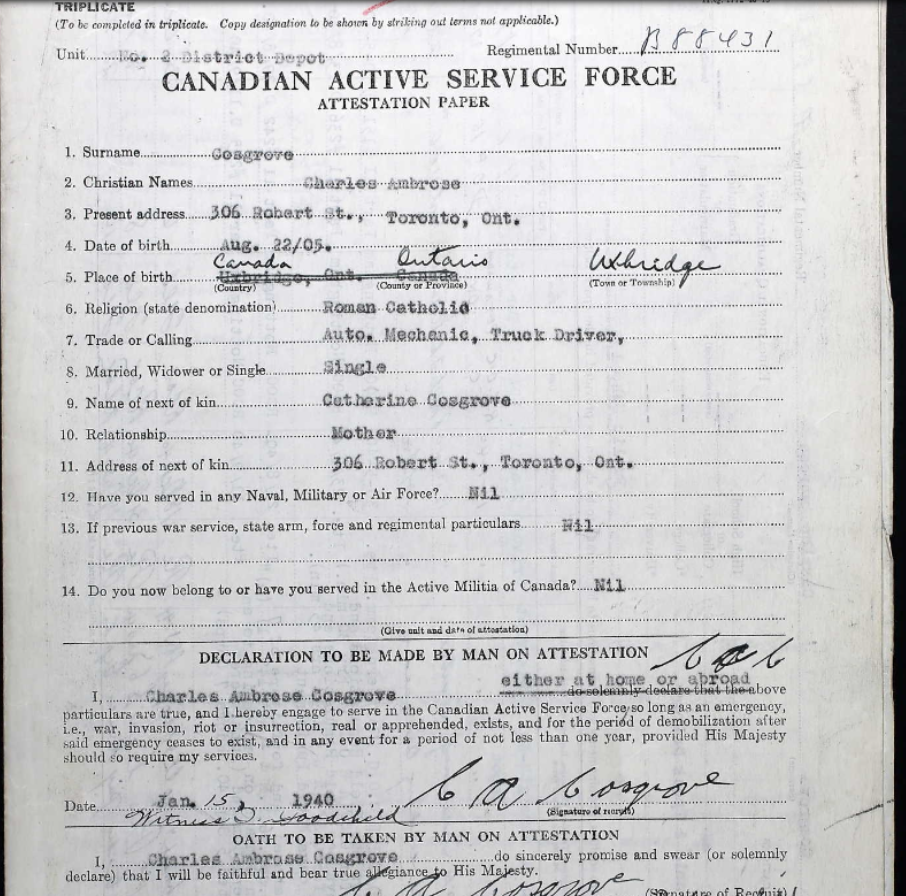 TRIPLICATE
(To be completed in triplicate. Copy designation to be shown by striking out terms not applicable.)
Unit No. 2 District Depot Regimental Number B 88431
CANADIAN ACTIVE SERVICE FORCE
ATTESTATION PAPER
1. Surname Cosgrove
2. Christian Names Charles Ambrose
3. Present address 306 Robert St., Toronto, Ont.
4. Date of birth Aug. 22/05.
Canada Ontario Uxbridge
5. Place of birth Uxbridge, Ont. Canada
(Country) (County or Province) (Town or Township)
6. Religion (state denomination) Roman Catholic
7. Trade or Calling Auto. Mechanic, Truck Driver,
8. Married, Widower or Single Single
9. Name of next of kin Catherine Cosgrove
10. Relationship Mother
11. Address of next of kin 306 Robert St., Toronto, Ont.
12. Have you served in any Naval, Military or Air Force? Nil
13. If previous war service, state arm, force and regimental particulars Nil
14. Do you now belong to or have you served in the Active Militia of Canada? Nil
(Give unit and date of attestation)
DECLARATION TO BE MADE BY MAN ON ATTESTATION C A C
either at home or abroad
I, Charles Ambrose Cosgrove do solemnly declare that the above
particulars are true, and I hereby engage to serve in the Canadian Active Service Force so long as an emergency,
i.e., war, invasion, riot or insurrection, real or apprehended, exists, and for the period of demobilization after
said emergency ceases to exist, and in any event for a period of not less than one year, provided His Majesty
should so require my services.
C A Cosgrove
Date Jan. 15, 1940 (Signature of recruit)
Witness
OATH TO BE TAKEN BY MAN ON ATTESTATION
I, Charles Ambrose Cosgrove do sincerely promise and swear (or solemnly
declare) that I will be faithful and bear true allegiance to His Majesty.
C A Cosgrove (Signature of Recruit)